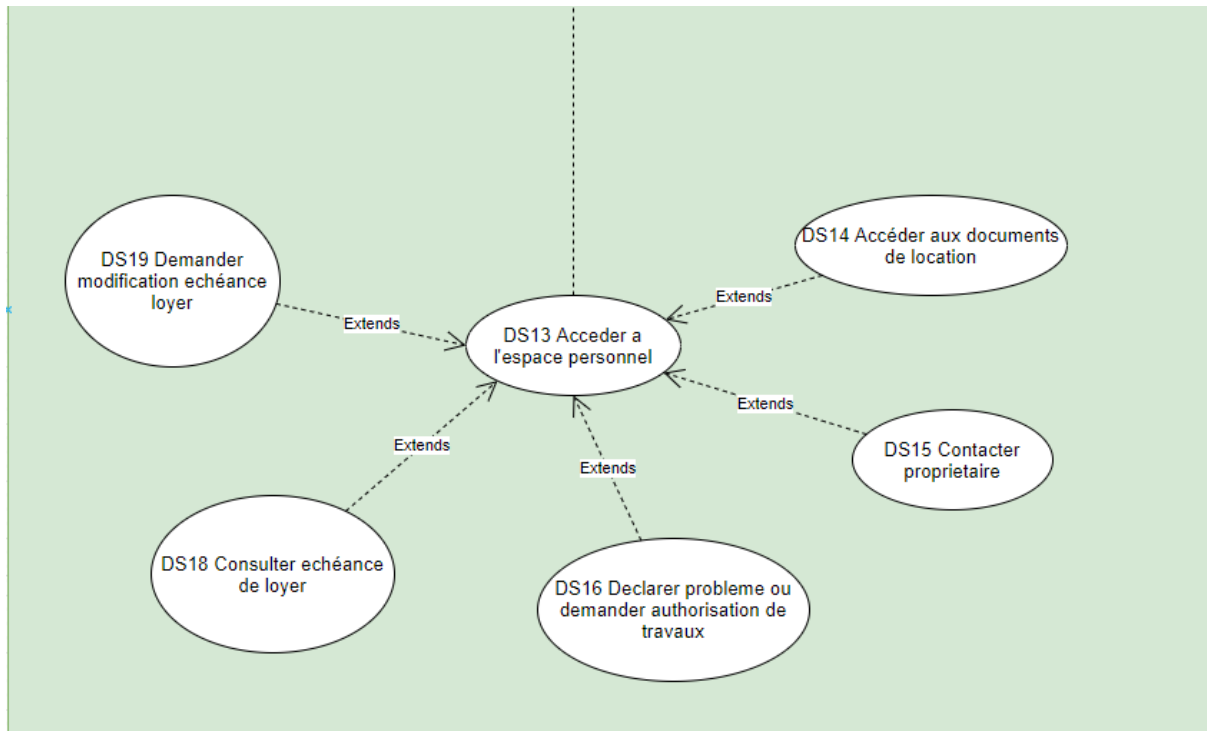 DS19 Demander
modification echéance
loyer
DS14 Accéder aux documents
de location
Extends
Extends
DS13 Acceder a
l'espace personnel
Extends
DS15 Contacter
proprietaire
Extends
Extends
DS18 Consulter echéance
de loyer
DS16 Declarer probleme ou
demander authorisation de
travaux